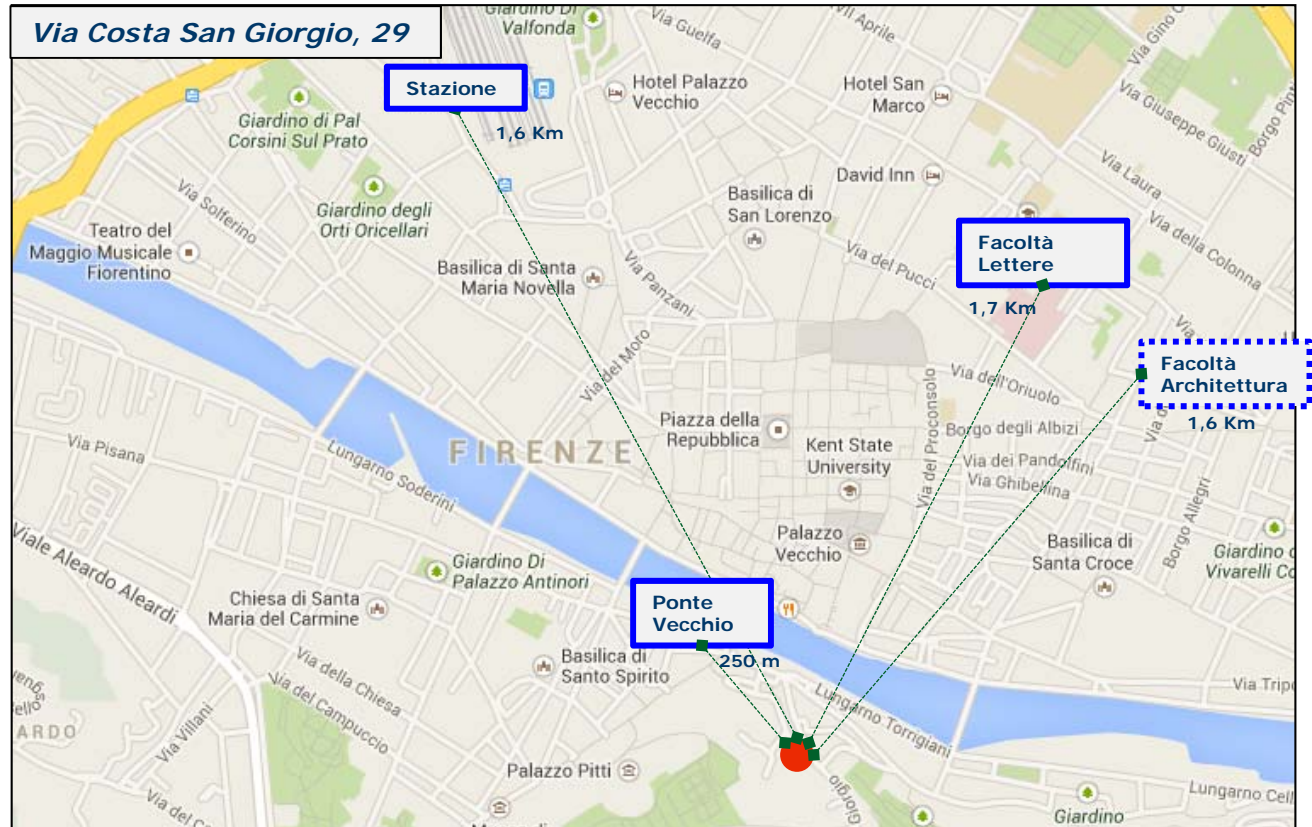 Via Costa San Giorgio, 29
Giardino Di
Valfonda
Via Guelfa
VII Aprile
Via Gino
Stazione
1,6 Km
Hotel Palazzo
Vecchio
Hotel San
Marco
Via Giuseppe Giusti
Borgo Pint
Giardino di Pal
Corsini Sul Prato
Via Laura
David Inn
Via Solferino
Giardino degli
Orti Oricellari
Basilica di
San Lorenzo
Via della Colonna
Teatro del
Maggio Musicale
Fiorentino
Facoltà
Lettere
1,7 Km
Via del Pucci
Basilica di Santa
Maria Novella
Via Panzani
Facoltà
Architettura
1,6 Km
Via del Moro
Via dell'Oriuolo
Via del Proconsolo
Piazza della
Repubblica
Borgo degli Albizi
Via Pisana
FIRENZE
Kent State
University
Via dei Pandolfini
Via Ghibellina
Lungarno Soderini
Borgo Allegri
Viale Aleardo Aleardi
Palazzo
Vecchio
Basilica di
Santa Croce
Giardino
Vivarelli Co
Giardino Di
Palazzo Antinori
Chiesa di Santa
Maria del Carmine
Ponte
Vecchio
250 m
Basilica di
Santo Spirito
Via della Chiesa
Via del Campuccio
Via Villani
ARDO
Lungarno Torrigiani
Via Tripo
Palazzo Pitti
Giorgio
Lungarno Cell
Giardino